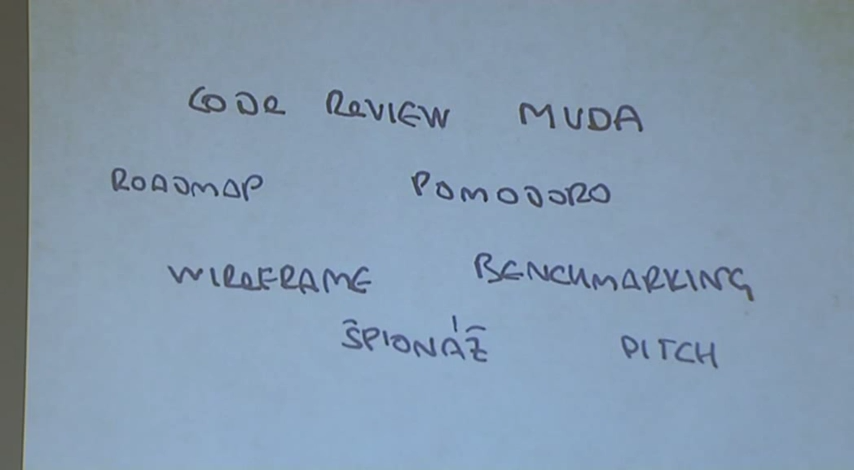 CODE REVIEW MUDA
ROADMAP POMODORO
WIREFRAME BENCHMARKING
ŠPIONÁŽ PITCH